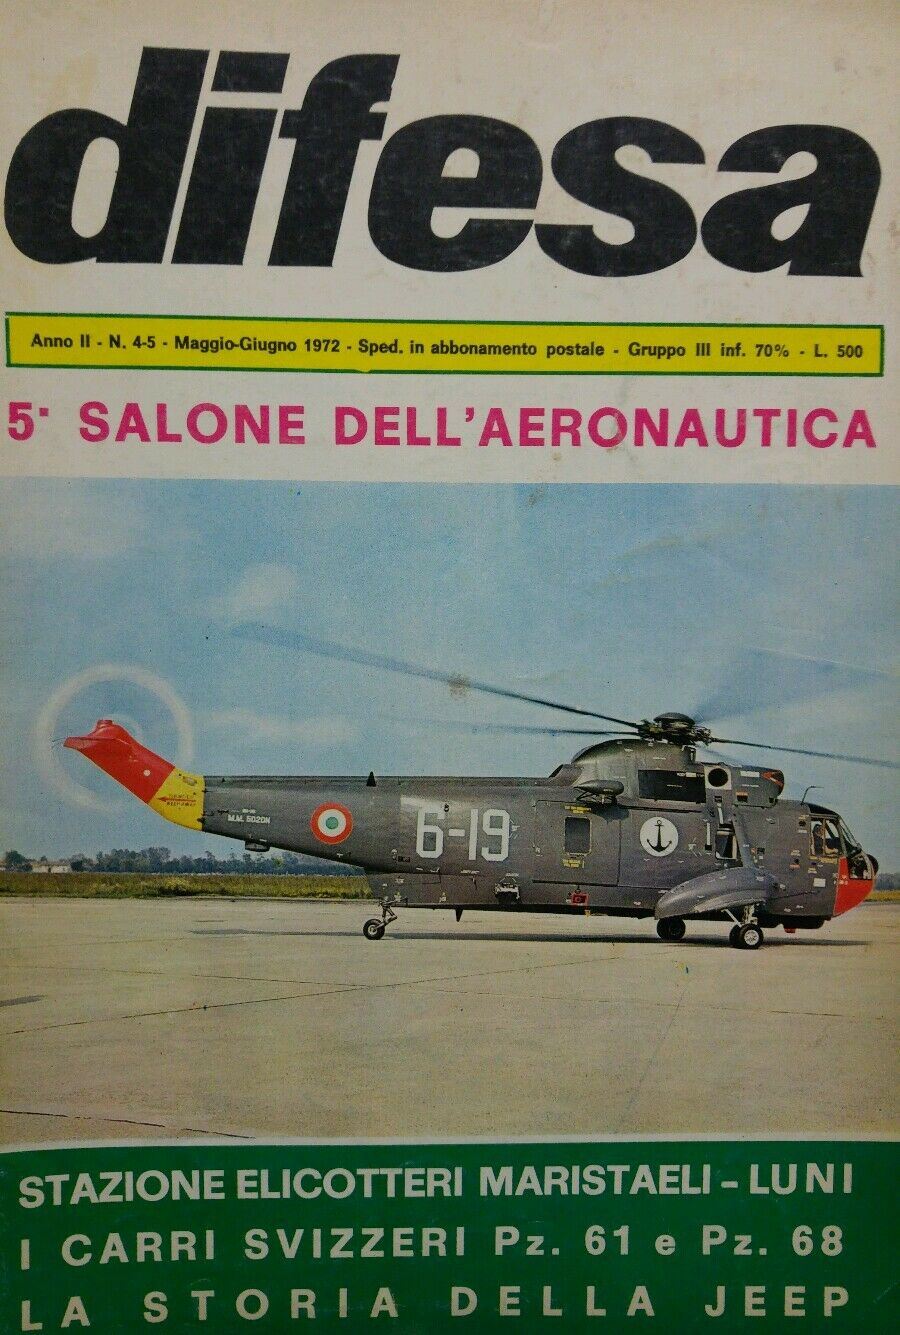 difesa
Anno II - N. 4-5 - Maggio-Giugno 1972 - Sped. in abbonamento postale - Gruppo III inf. 70% - L. 500
5° SALONE DELL'AERONAUTICA
M.M. 5020N
6-19
STAZIONE ELICOTTERI MARISTAELI - LUNI
I CARRI SVIZZERI Pz. 61 e Pz. 68
LA STORIA DELLA JEEP